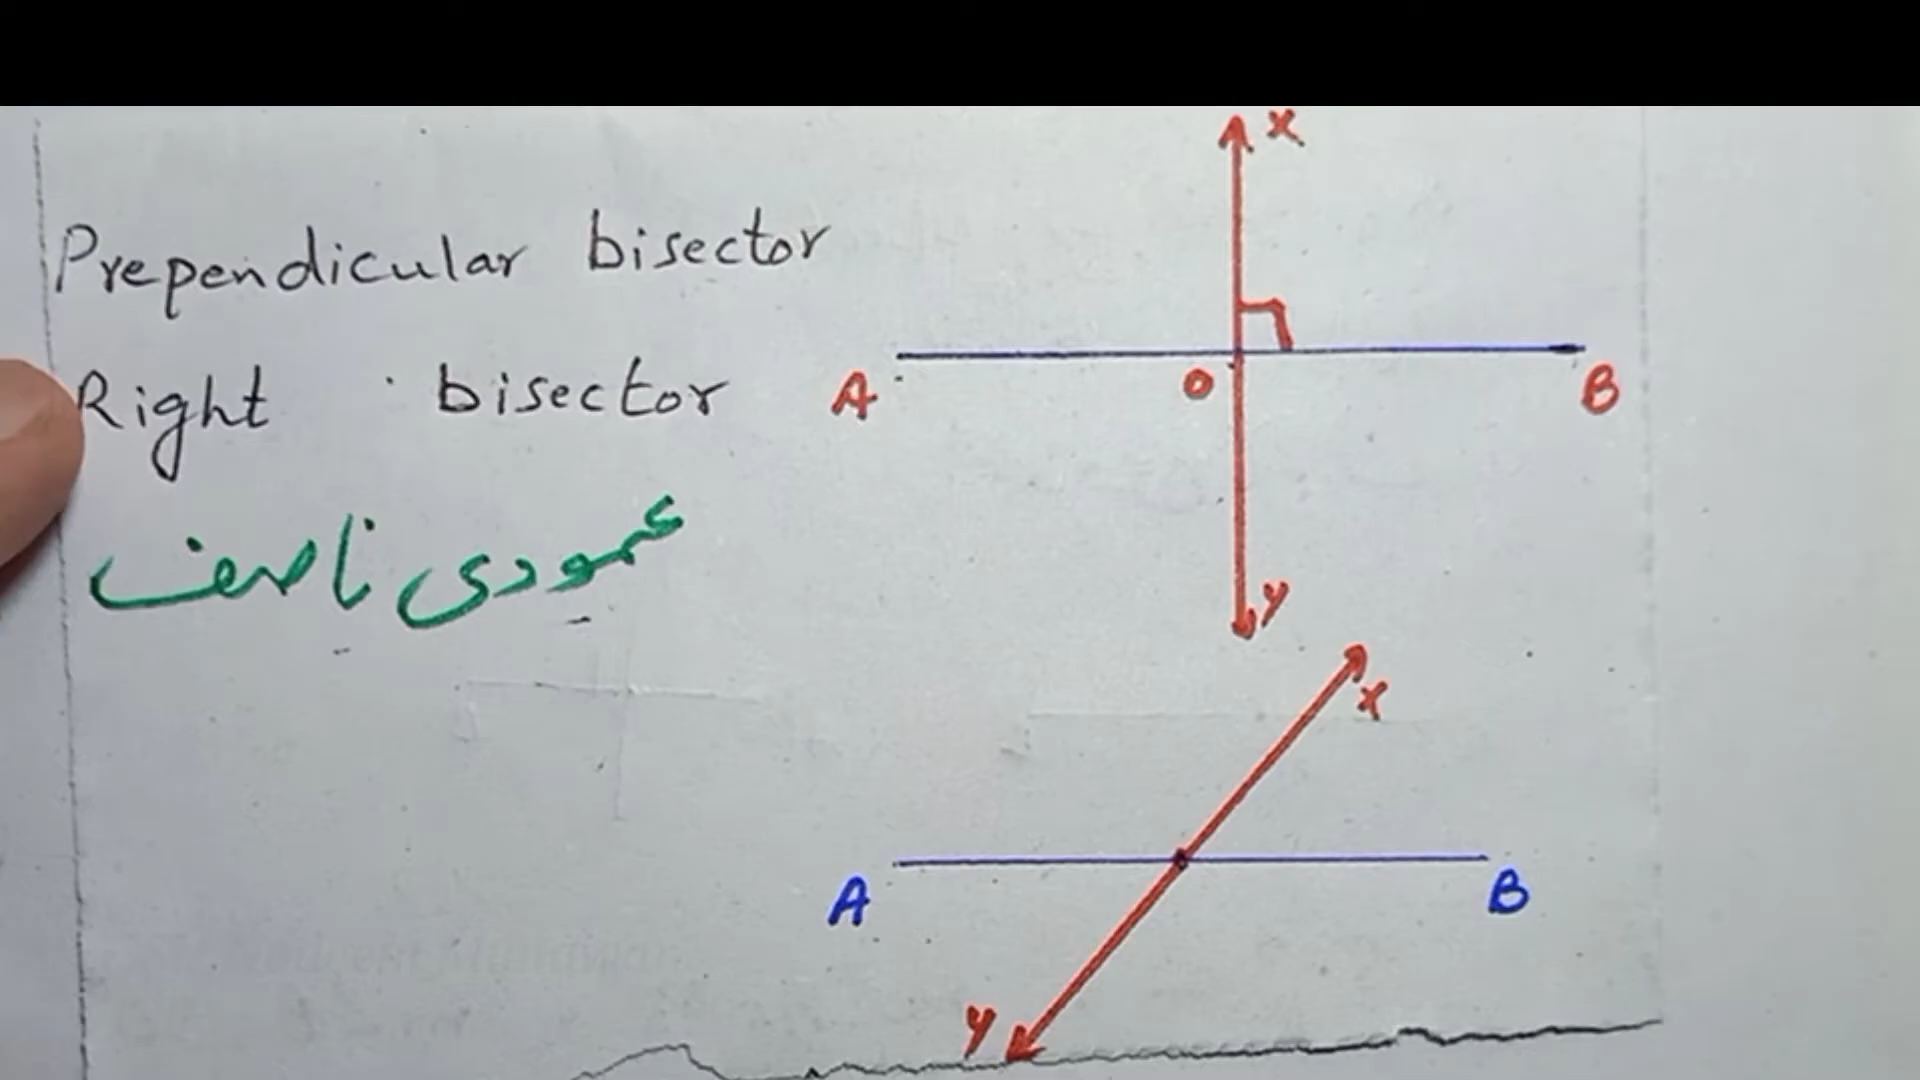 Prependicular bisector
Right bisector
عمودی ناصف
X
A O B
Y
X
A B
Y